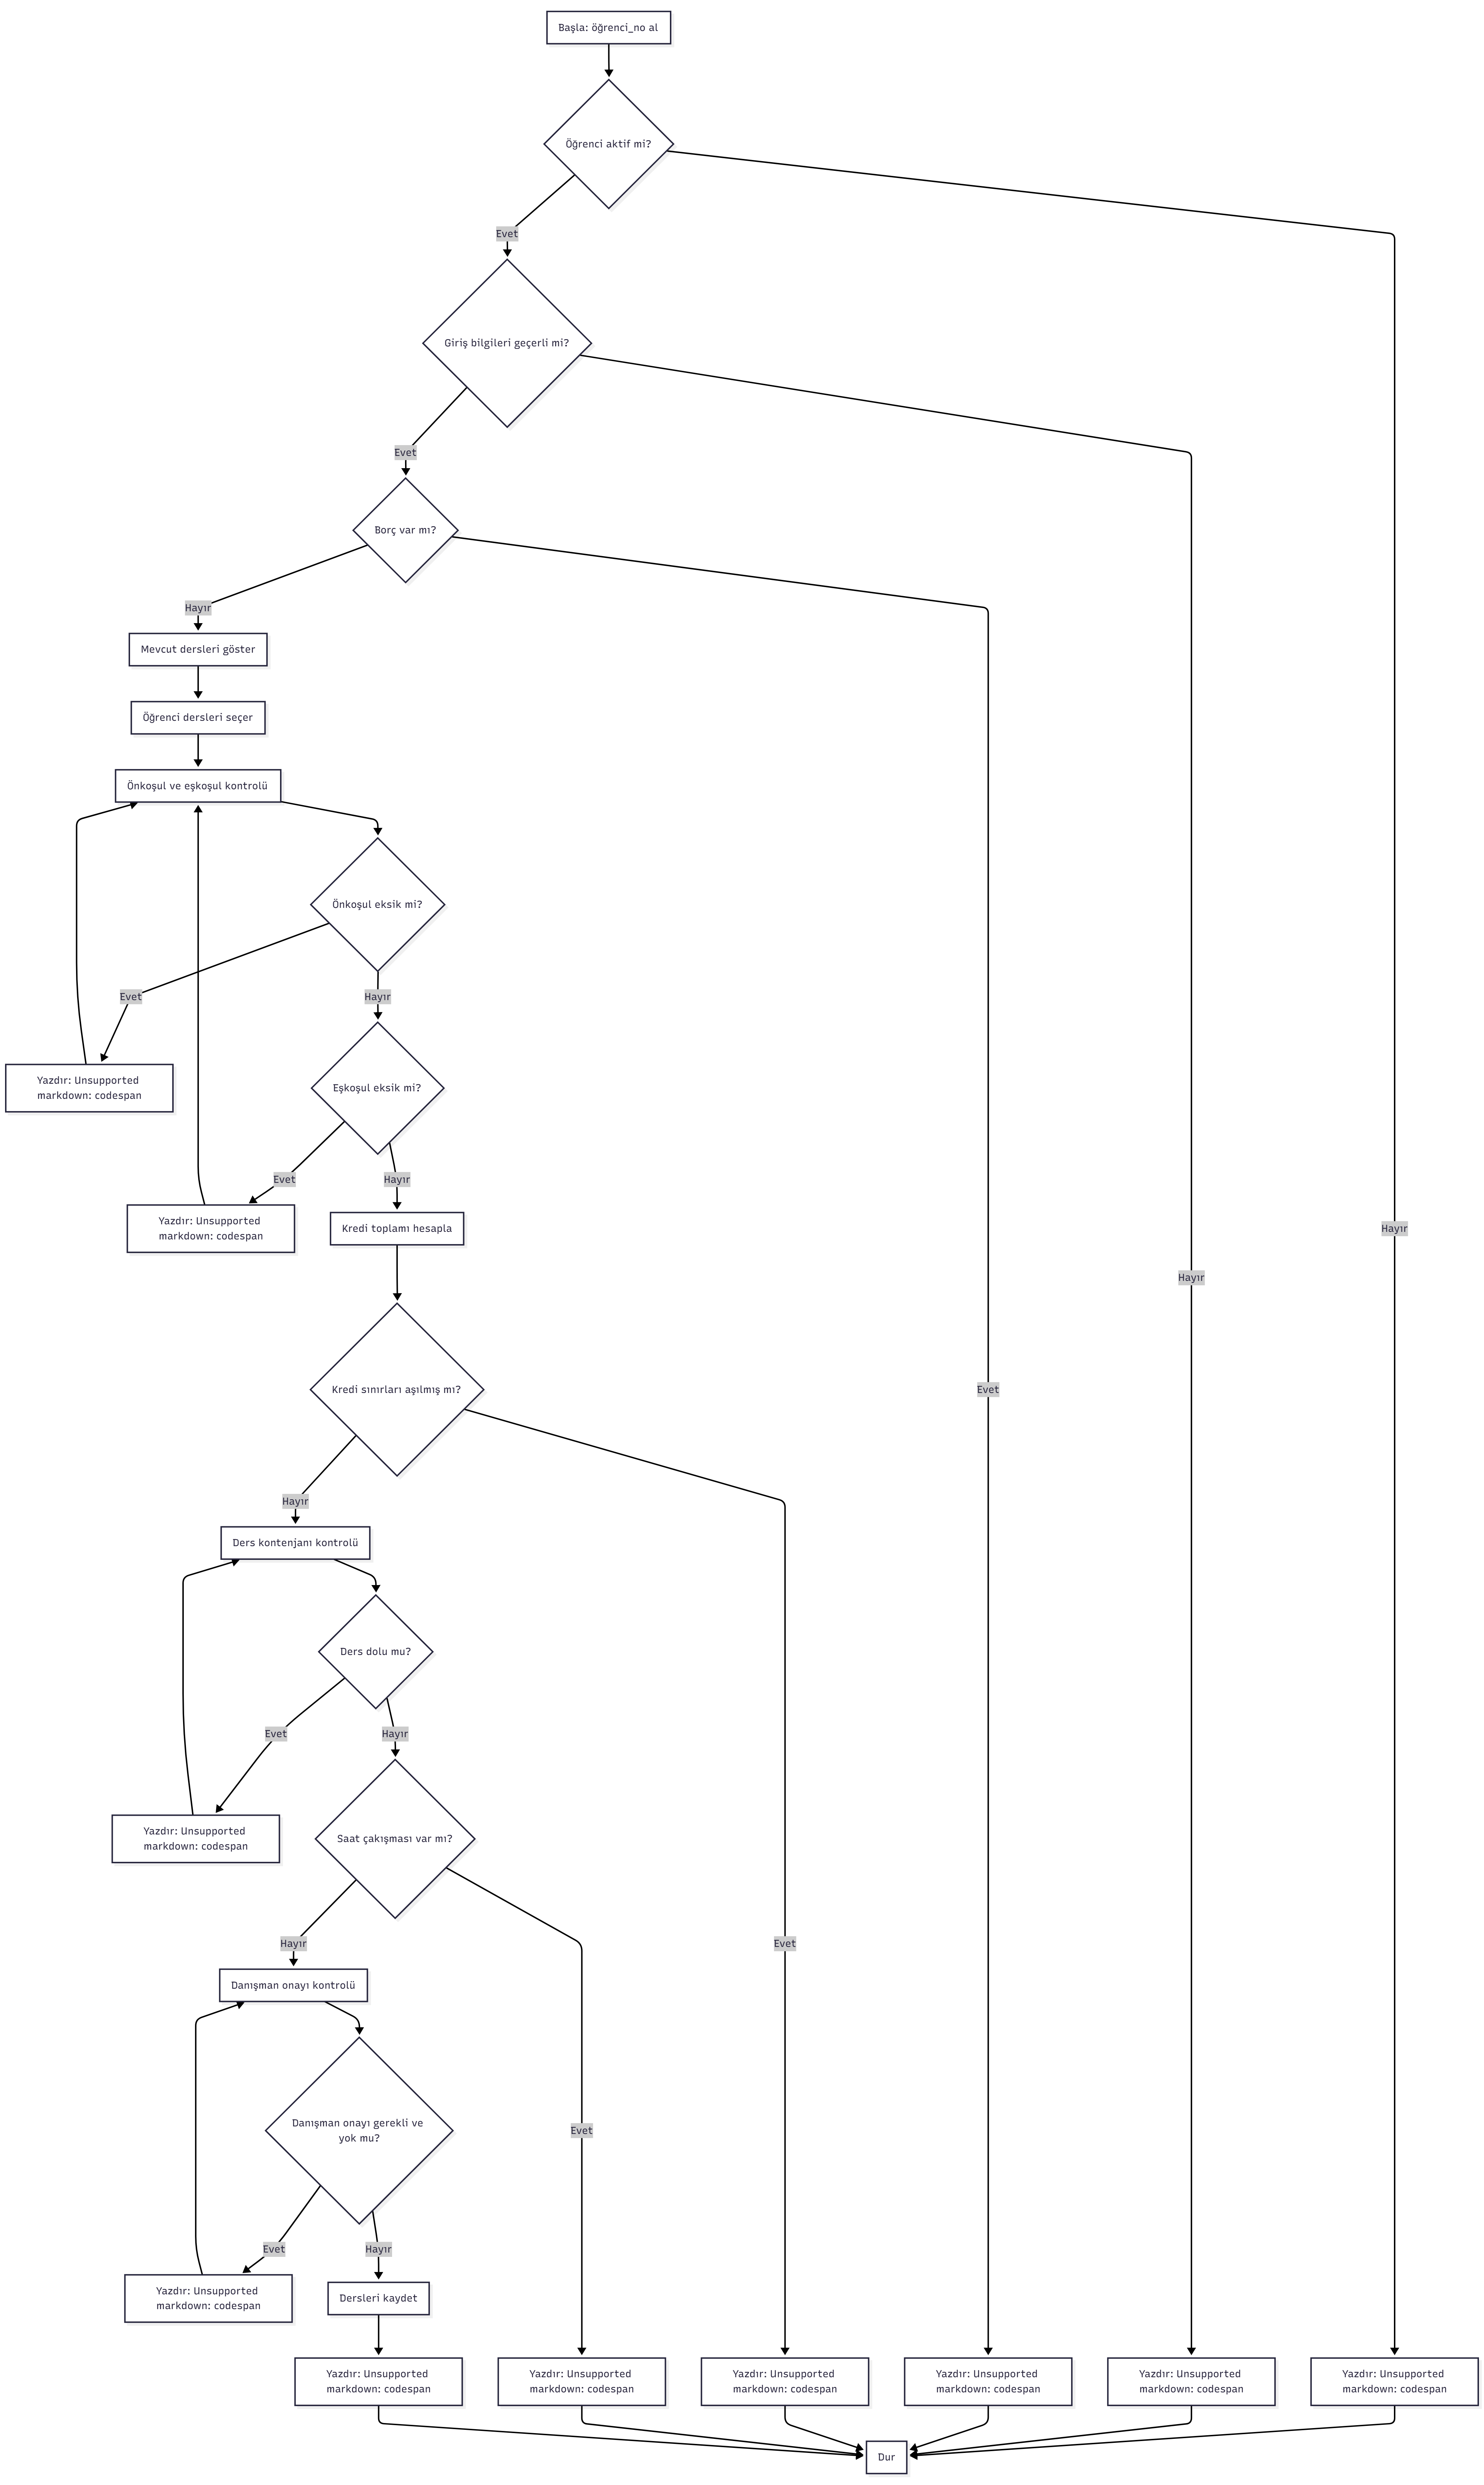 Başla: öğrenci_no al
Öğrenci aktif mi?
Evet
Giriş bilgileri geçerli mi?
Evet
Borç var mı?
Hayır
Mevcut dersleri göster
Öğrenci dersleri seçer
Önkoşul ve eşkoşul kontrolü
Önkoşul eksik mi?
Evet
Hayır
Yazdır: Unsupported
markdown: codespan
Eşkoşul eksik mi?
Evet
Hayır
Yazdır: Unsupported
markdown: codespan
Kredi toplamı hesapla
Hayır
Hayır
Kredi sınırları aşılmış mı?
Evet
Hayır
Ders kontenjanı kontrolü
Ders dolu mu?
Evet
Hayır
Yazdır: Unsupported
markdown: codespan
Saat çakışması var mı?
Hayır
Evet
Danışman onayı kontrolü
Danışman onayı gerekli ve
yok mu?
Evet
Evet
Hayır
Yazdır: Unsupported
markdown: codespan
Dersleri kaydet
Yazdır: Unsupported
markdown: codespan
Yazdır: Unsupported
markdown: codespan
Yazdır: Unsupported
markdown: codespan
Yazdır: Unsupported
markdown: codespan
Yazdır: Unsupported
markdown: codespan
Yazdır: Unsupported
markdown: codespan
Dur